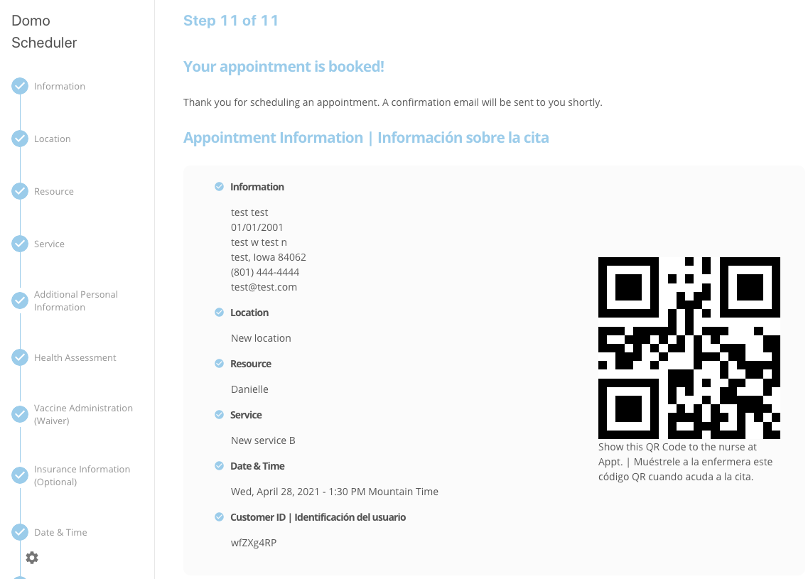 Domo
Scheduler
Information
Location
Resource
Service
Additional Personal
Information
Health Assessment
Vaccine Administration
(Waiver)
Insurance Information
(Optional)
Date & Time
Step 11 of 11
Your appointment is booked!
Thank you for scheduling an appointment. A confirmation email will be sent to you shortly.
Appointment Information | Información sobre la cita
Information
test test
01/01/2001
test w test n
test, Iowa 84062
(801) 444-4444
test@test.com
Location
New location
Resource
Danielle
Service
New service B
Date & Time
Wed, April 28, 2021 - 1:30 PM Mountain Time
Customer ID | Identificación del usuario
wfZXg4RP
Show this QR Code to the nurse at
Appt. | Muéstrele a la enfermera este
código QR cuando acuda a la cita.